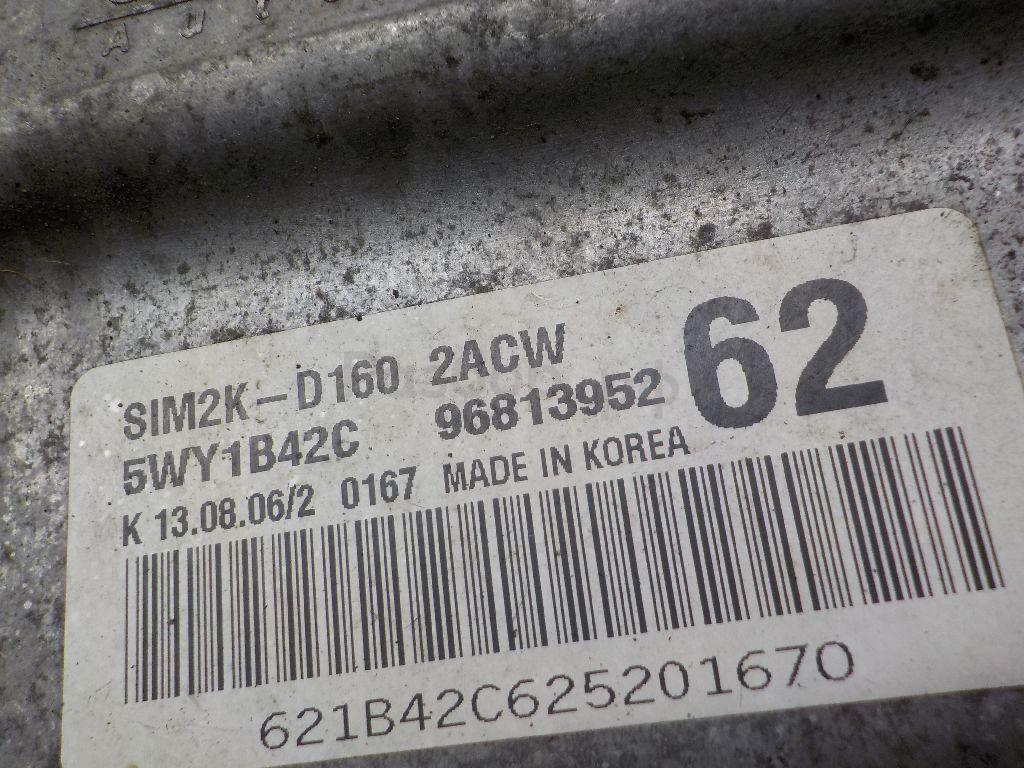 SIM2K-D160 2ACW
5WY1B42C 96813952
62
K 13.08.06/2 0167 MADE IN KOREA
621B42C625201670